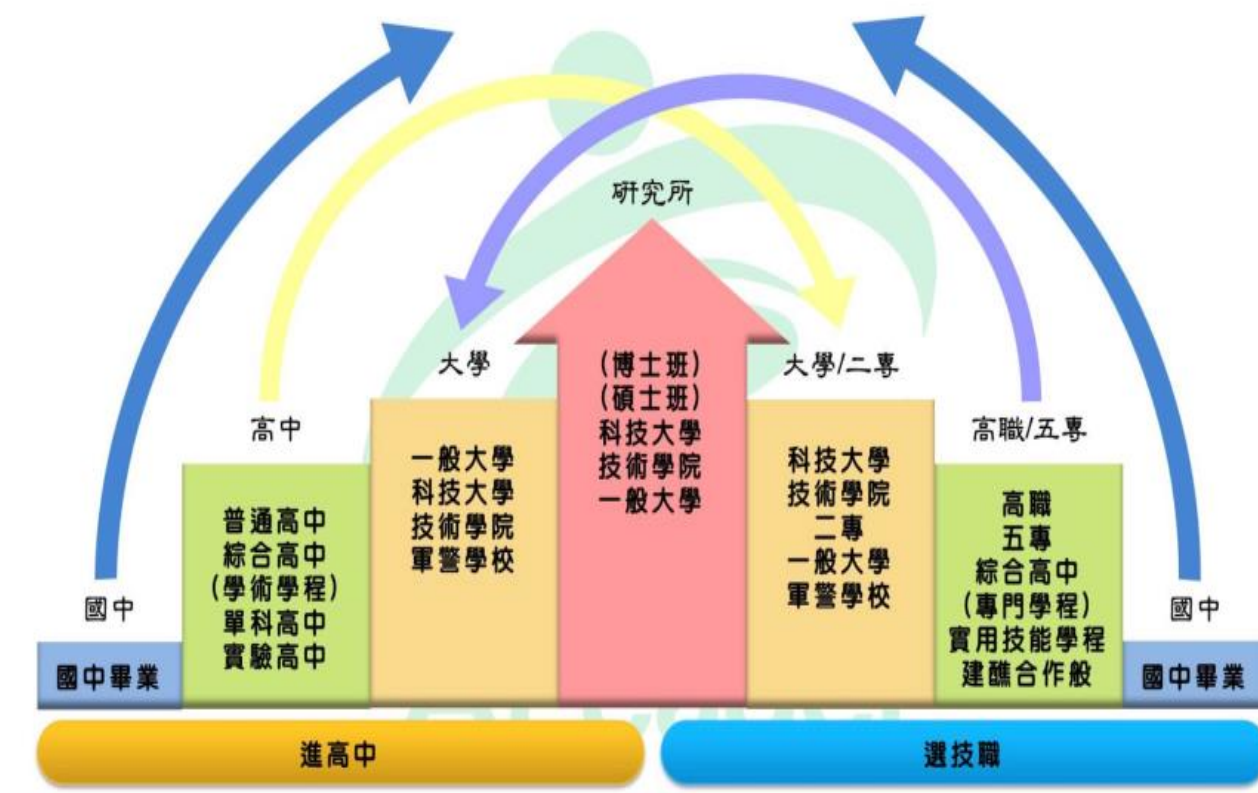 研究所
大學
大學/二專
高中
高職/五專
國中
國中
(博士班)
(碩士班)
科技大學
技術學院
一般大學
一般大學
科技大學
技術學院
軍警學校
科技大學
技術學院
二專
一般大學
軍警學校
普通高中
綜合高中
(學術學程)
單科高中
實驗高中
高職
五專
綜合高中
(專門學程)
實用技能學程
建醮合作般
國中畢業
國中畢業
進高中
選技職